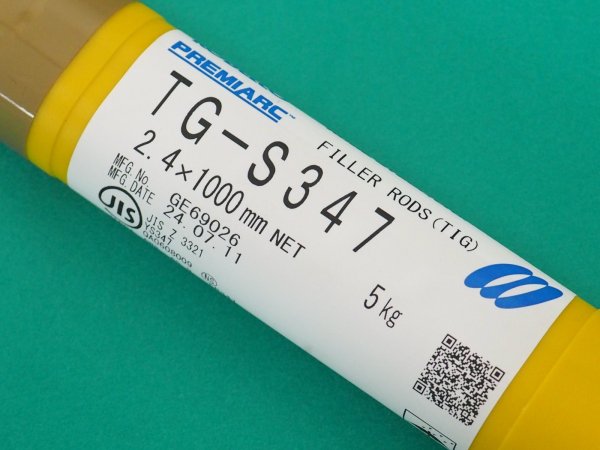 PREMIARC™
TG-S347
FILLER RODS (TIG)
2.4×1000mm NET 5kg
MFG.No. GE69026
MFG.DATE 24.07.11
JIS
JIS Z 3321
YS347